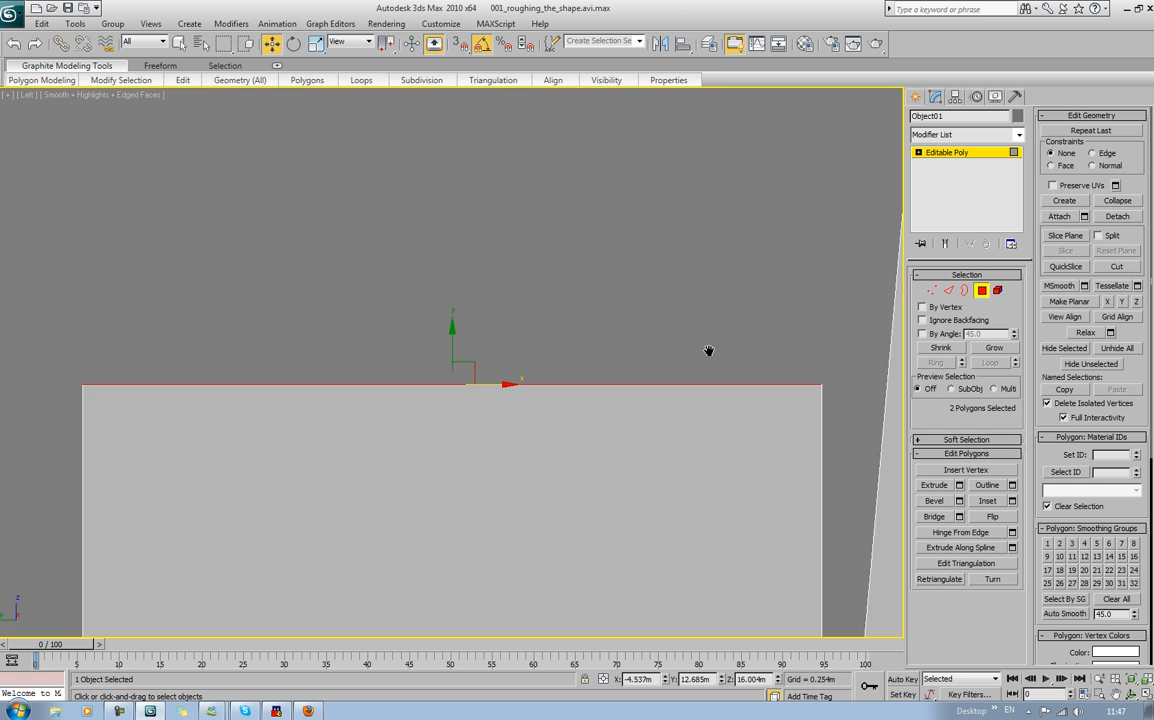 Autodesk 3ds Max 2010 x64    001_roughing_the_shape.avi.max
Type a keyword or phrase
Edit Tools Group Views Create Modifiers Animation Graph Editors Rendering Customize MAXScript Help
All View Create Selection Se
Graphite Modeling Tools Freeform Selection
Polygon Modeling Modify Selection Edit Geometry (All) Polygons Loops Subdivision Triangulation Align Visibility Properties
[ + ] [ Left ] [ Smooth + Highlights + Edged Faces ]
Object01
Modifier List
Editable Poly
Selection
By Vertex
Ignore Backfacing
By Angle: 45.0
Shrink Grow
Ring Loop
Preview Selection
Off SubObj Multi
2 Polygons Selected
Soft Selection
Edit Polygons
Insert Vertex
Extrude Outline
Bevel Inset
Bridge Flip
Hinge From Edge
Extrude Along Spline
Edit Triangulation
Retriangulate Turn
Edit Geometry
Repeat Last
Constraints
None Edge
Face Normal
Preserve UVs
Create Collapse
Attach Detach
Slice Plane Split
Slice Reset Plane
QuickSlice Cut
MSmooth Tessellate
Make Planar X Y Z
View Align Grid Align
Relax
Hide Selected Unhide All
Hide Unselected
Named Selections:
Copy Paste
Delete Isolated Vertices
Full Interactivity
Polygon: Material IDs
Set ID:
Select ID
Clear Selection
Polygon: Smoothing Groups
1 2 3 4 5 6 7 8
9 10 11 12 13 14 15 16
17 18 19 20 21 22 23 24
25 26 27 28 29 30 31 32
Select By SG Clear All
Auto Smooth 45.0
Polygon: Vertex Colors
Color:
y
x
z
0 / 100
0 5 10 15 20 25 30 35 40 45 50 55 60 65 70 75 80 85 90 95 100
1 Object Selected X: -4.537m Y: 12.685m Z: 16.004m Grid = 0.254m Auto Key Selected
Welcome to M Click or click-and-drag to select objects Add Time Tag Set Key Key Filters... 0
Desktop EN 11:47